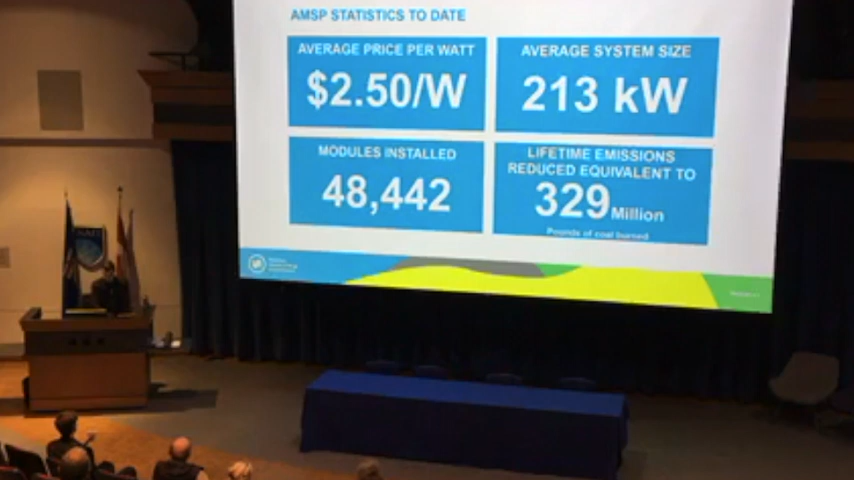 AMSP STATISTICS TO DATE
AVERAGE PRICE PER WATT
$2.50/W
AVERAGE SYSTEM SIZE
213 kW
MODULES INSTALLED
48,442
LIFETIME EMISSIONS
REDUCED EQUIVALENT TO
329 Million
Pounds of coal burned
NAIT